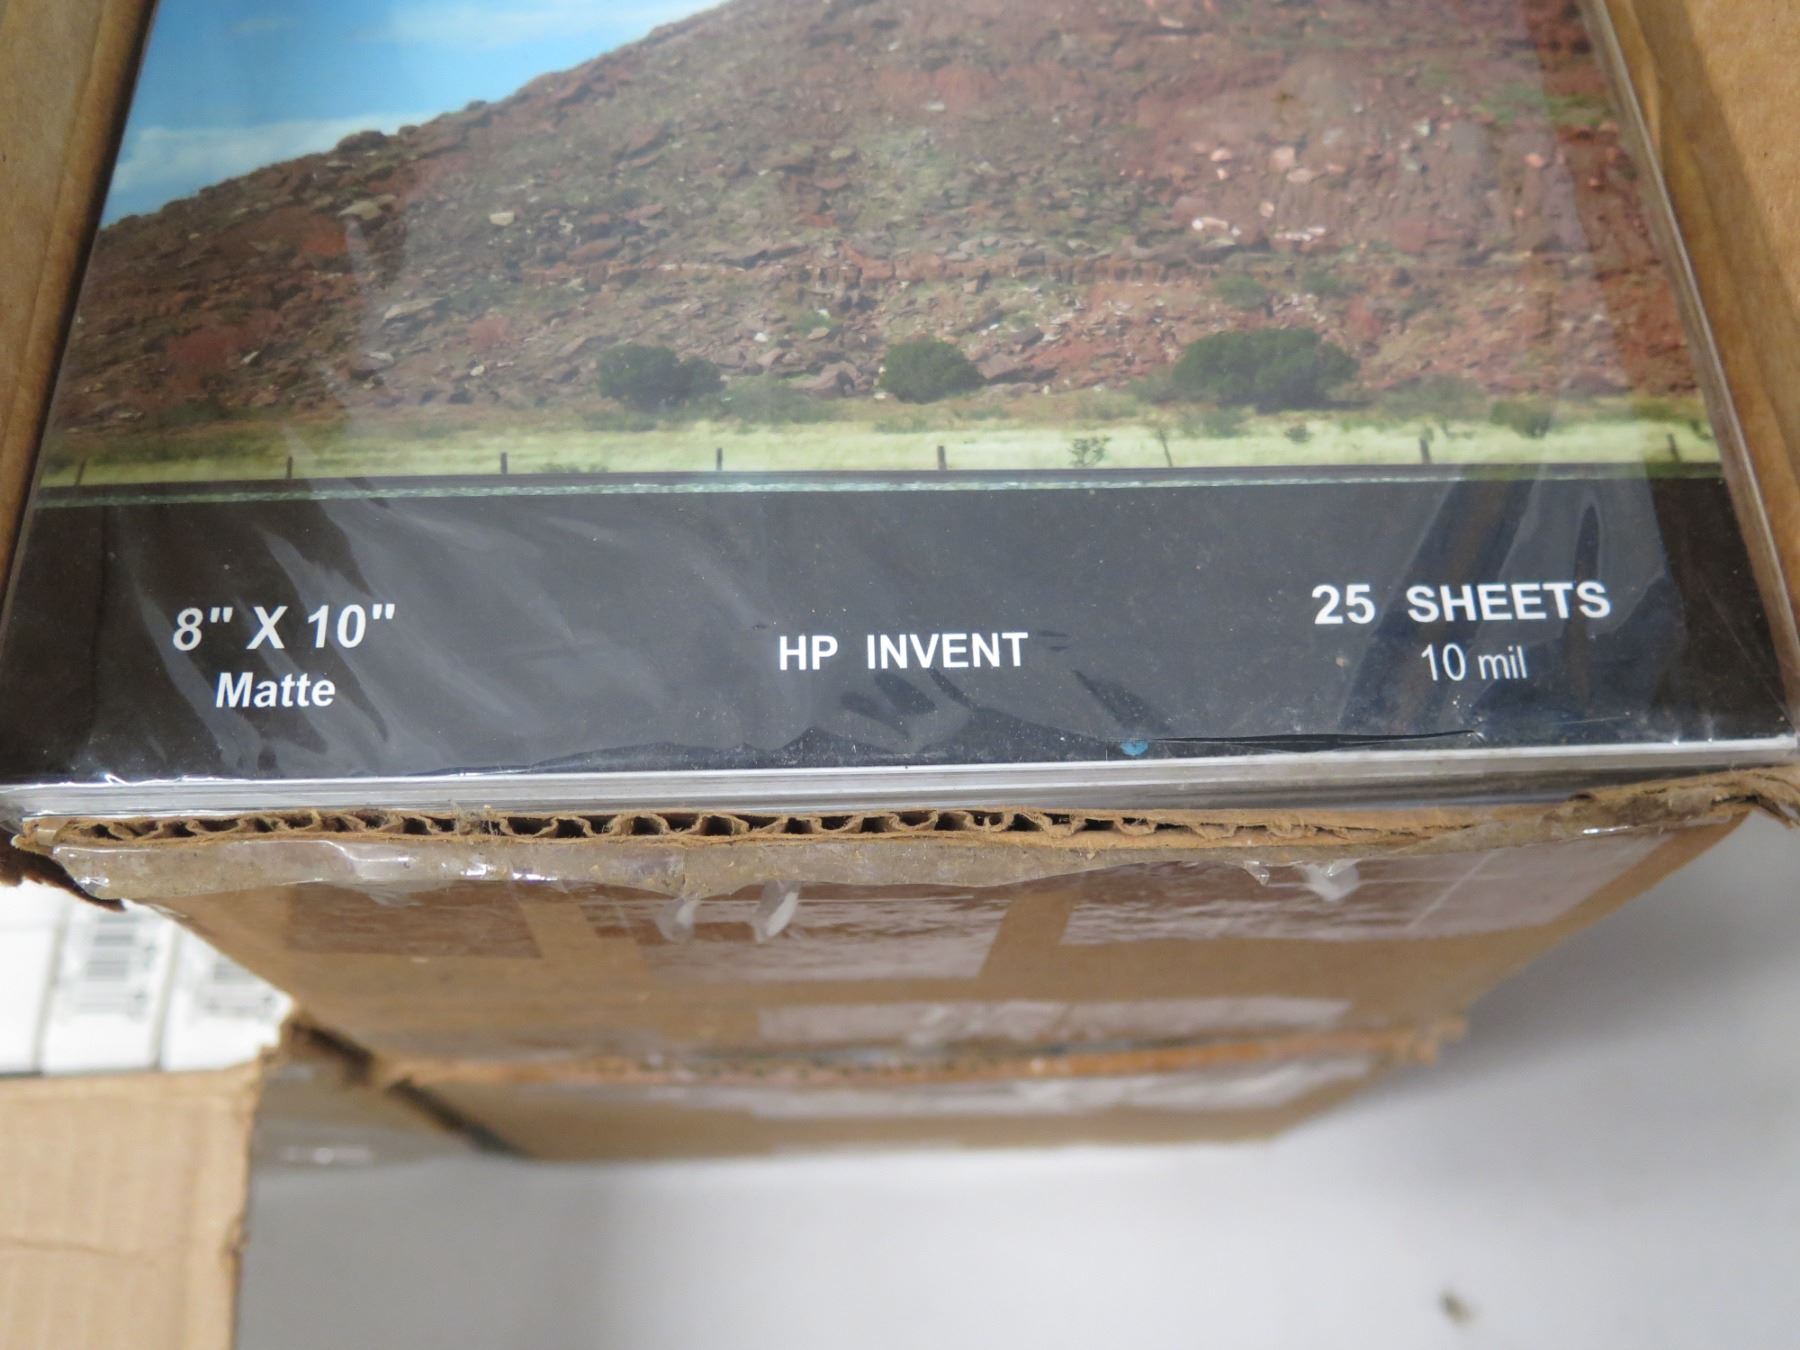 8" X 10"
Matte
HP INVENT
25 SHEETS
10 mil